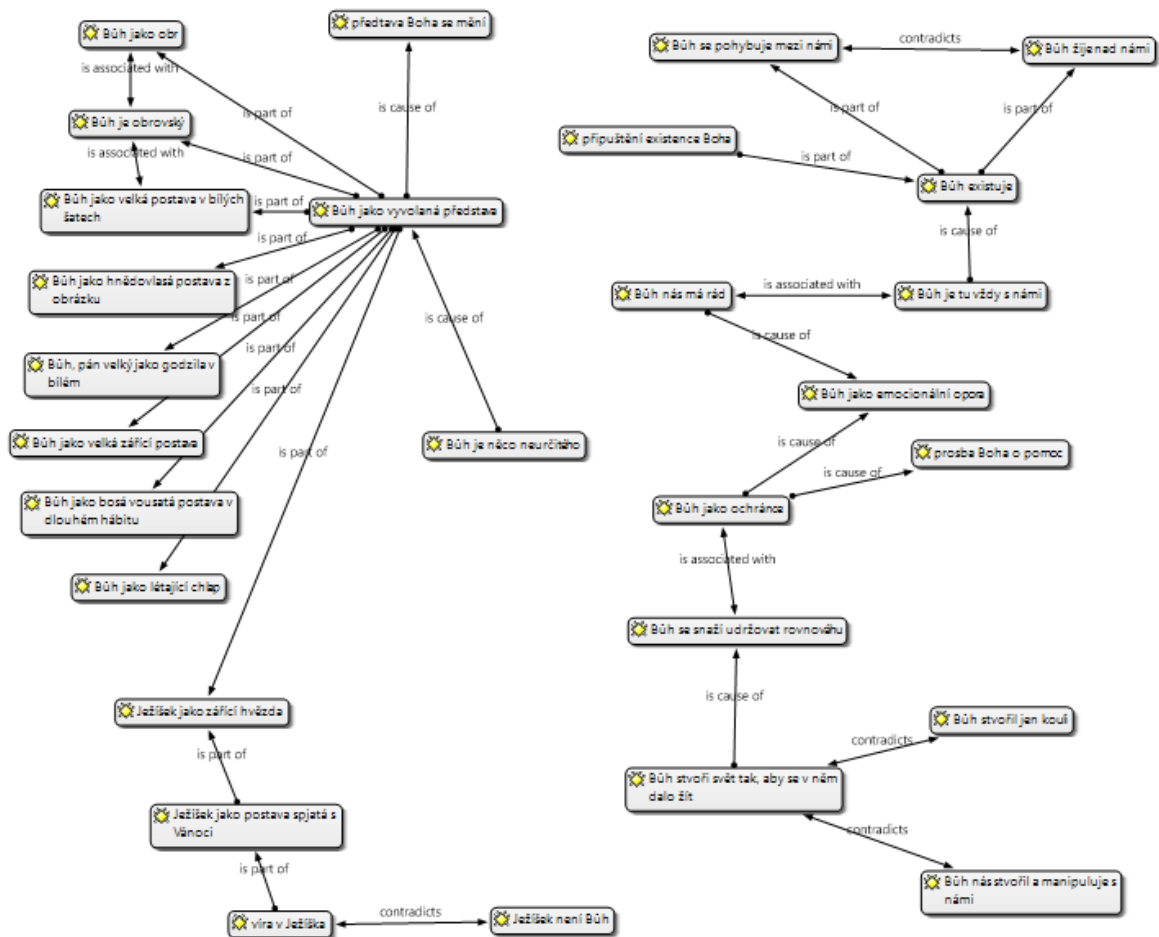 Bůh jako obr
předtava Boha se mění
Bůh se pohybuje mezi námi
contradicts
Bůh žije nad námi
is associated with
is part of
is cause of
is part of
is part of
Bůh je obrovský
připuštění existence Boha
is associated with
is part of
is part of
Bůh existuje
Bůh jako velká postava v bílých
šatech
is part of
Bůh jako vyvolaná představa
is part of
is cause of
Bůh jako hnědovlasá postava z
obrázku
is part of
Bůh nás má rád
is associated with
Bůh je tu vždy s námi
is part of
is cause of
is cause of
Bůh, pán velký jako godzila v
bílém
is part of
is part of
Bůh jako emocionální opora
Bůh jako velká zářící postava
is part of
Bůh je něco neurčitého
is cause of
prosba Boha o pomoc
is cause of
Bůh jako bosá vousatá postava v
dlouhém hábitu
Bůh jako ochránce
is associated with
Bůh jako létající chlap
Bůh se snaží udržovat rovnováhu
is cause of
Ježíšek jako zářící hvězda
Bůh stvořil jen kouli
is part of
contradicts
Bůh stvoři svět tak, aby se v něm
dalo žít
Ježíšek jako postava spjatá s
Vánoci
contradicts
is part of
Bůh nás stvořil a manipuluje s
námi
víra v Ježíška
contradicts
Ježíšek není Bůh